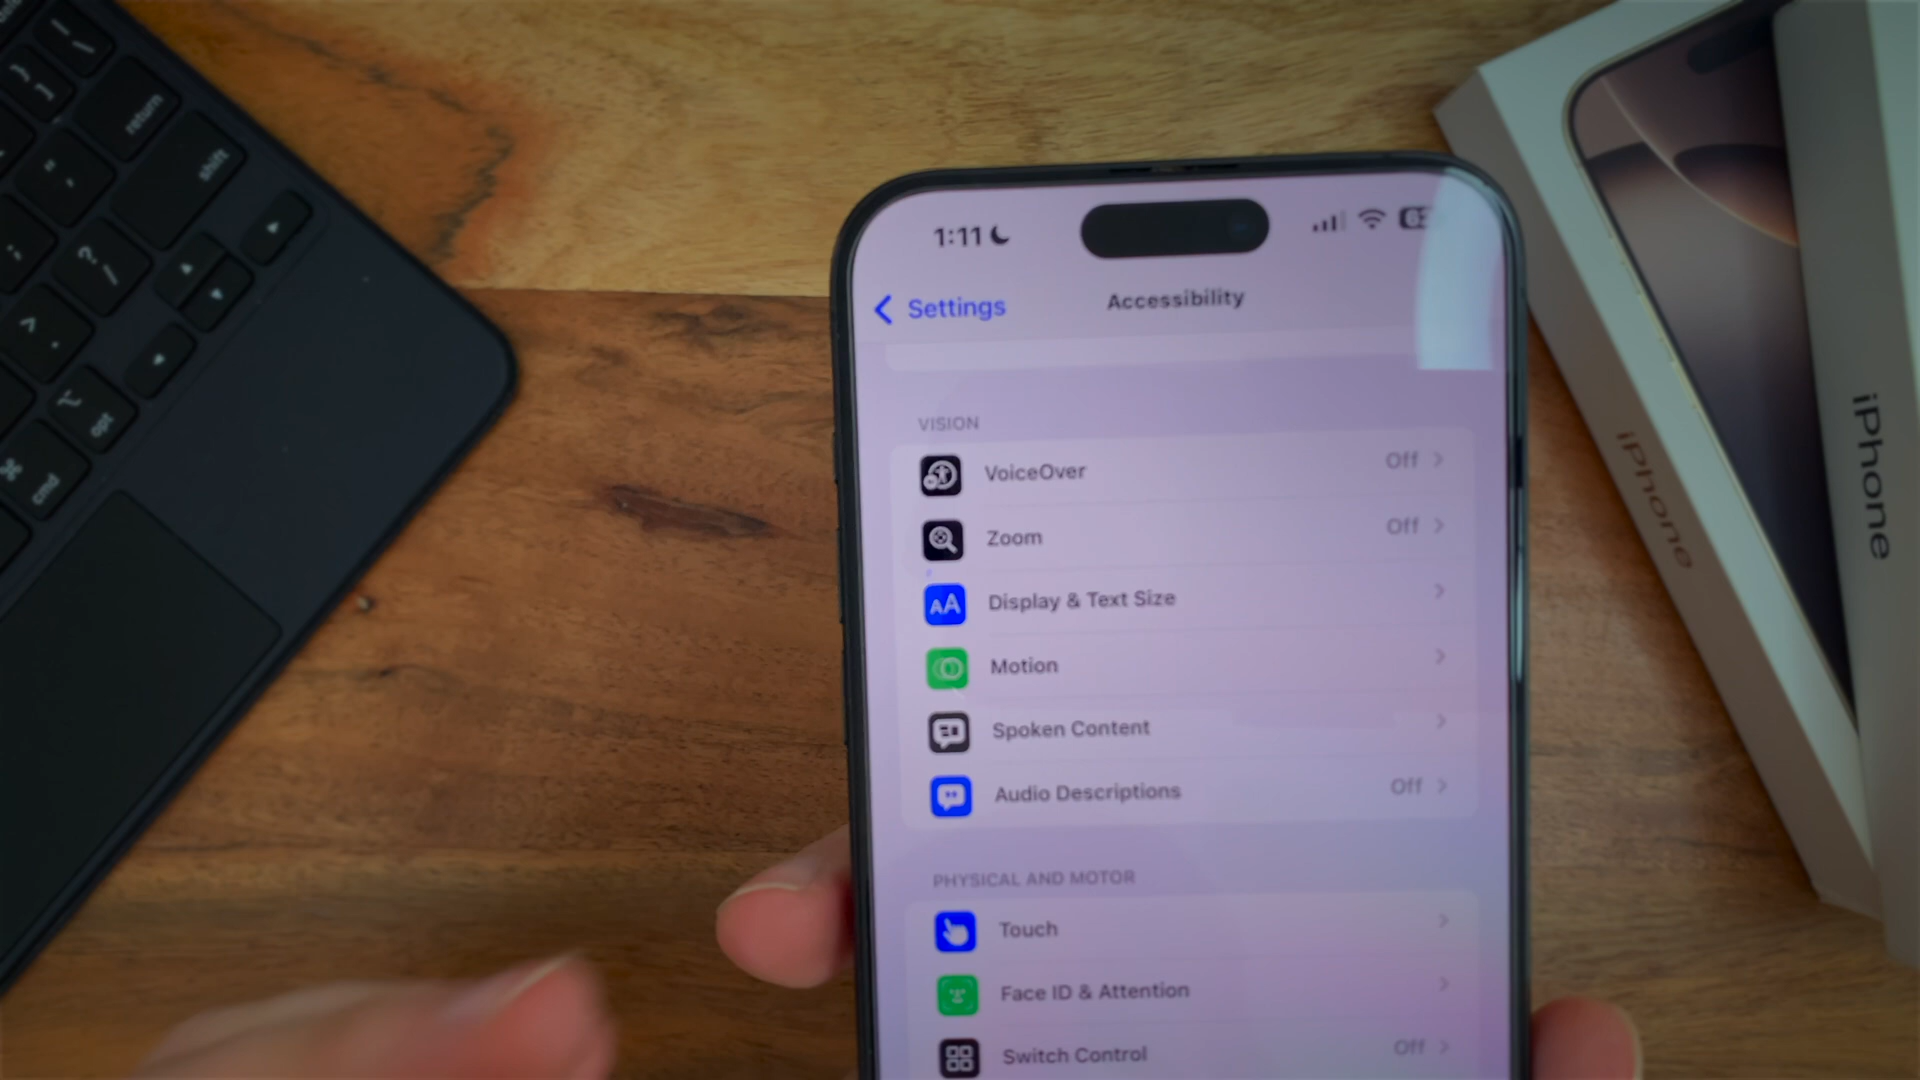 return
shift
opt
cmd
1:11
Settings
Accessibility
VISION
VoiceOver Off
Zoom Off
Display & Text Size
Motion
Spoken Content
Audio Descriptions Off
PHYSICAL AND MOTOR
Touch
Face ID & Attention
Switch Control Off
iPhone
iPhone